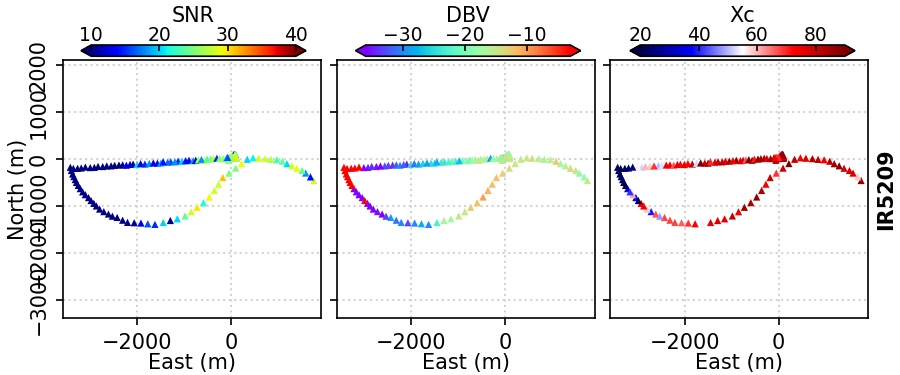 SNR DBV Xc
10 20 30 40 −30 −20 −10 20 40 60 80
2000
1000
0
−1000
−2000
−3000
North (m)
IR5209
−2000 0 −2000 0 −2000 0
East (m) East (m) East (m)